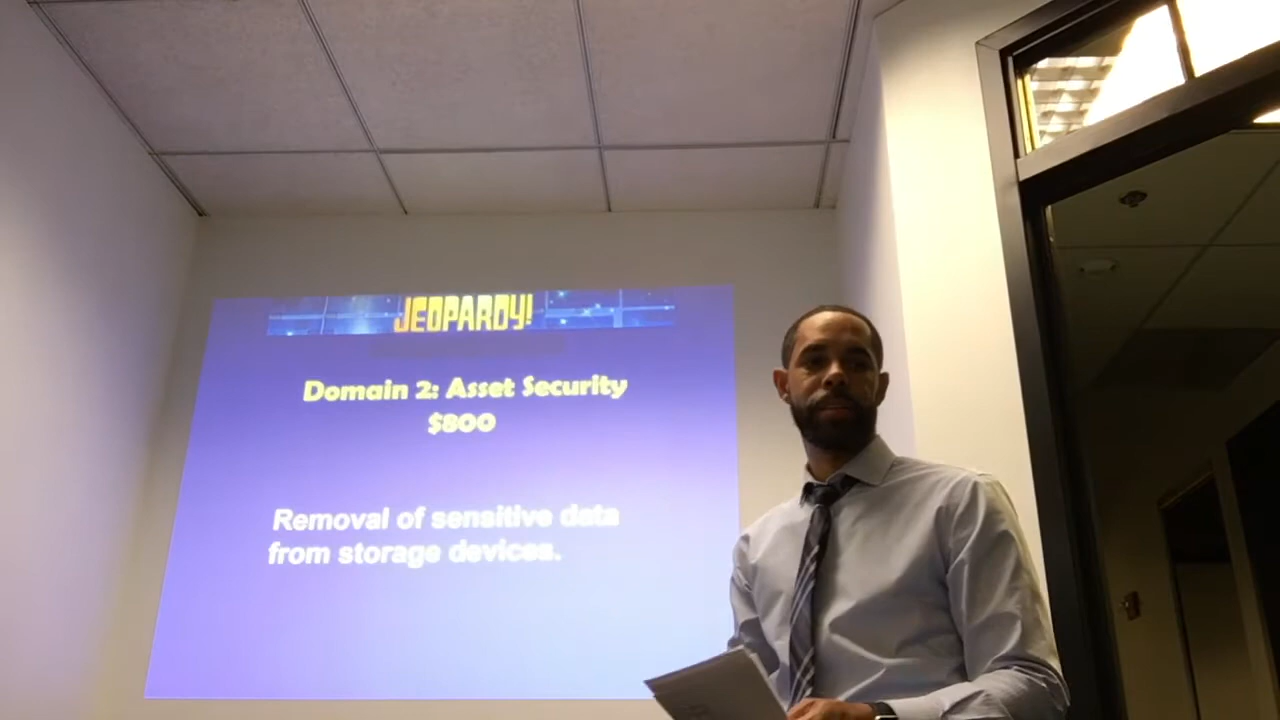 JEOPARDY!
Domain 2: Asset Security
$800
Removal of sensitive data
from storage devices.